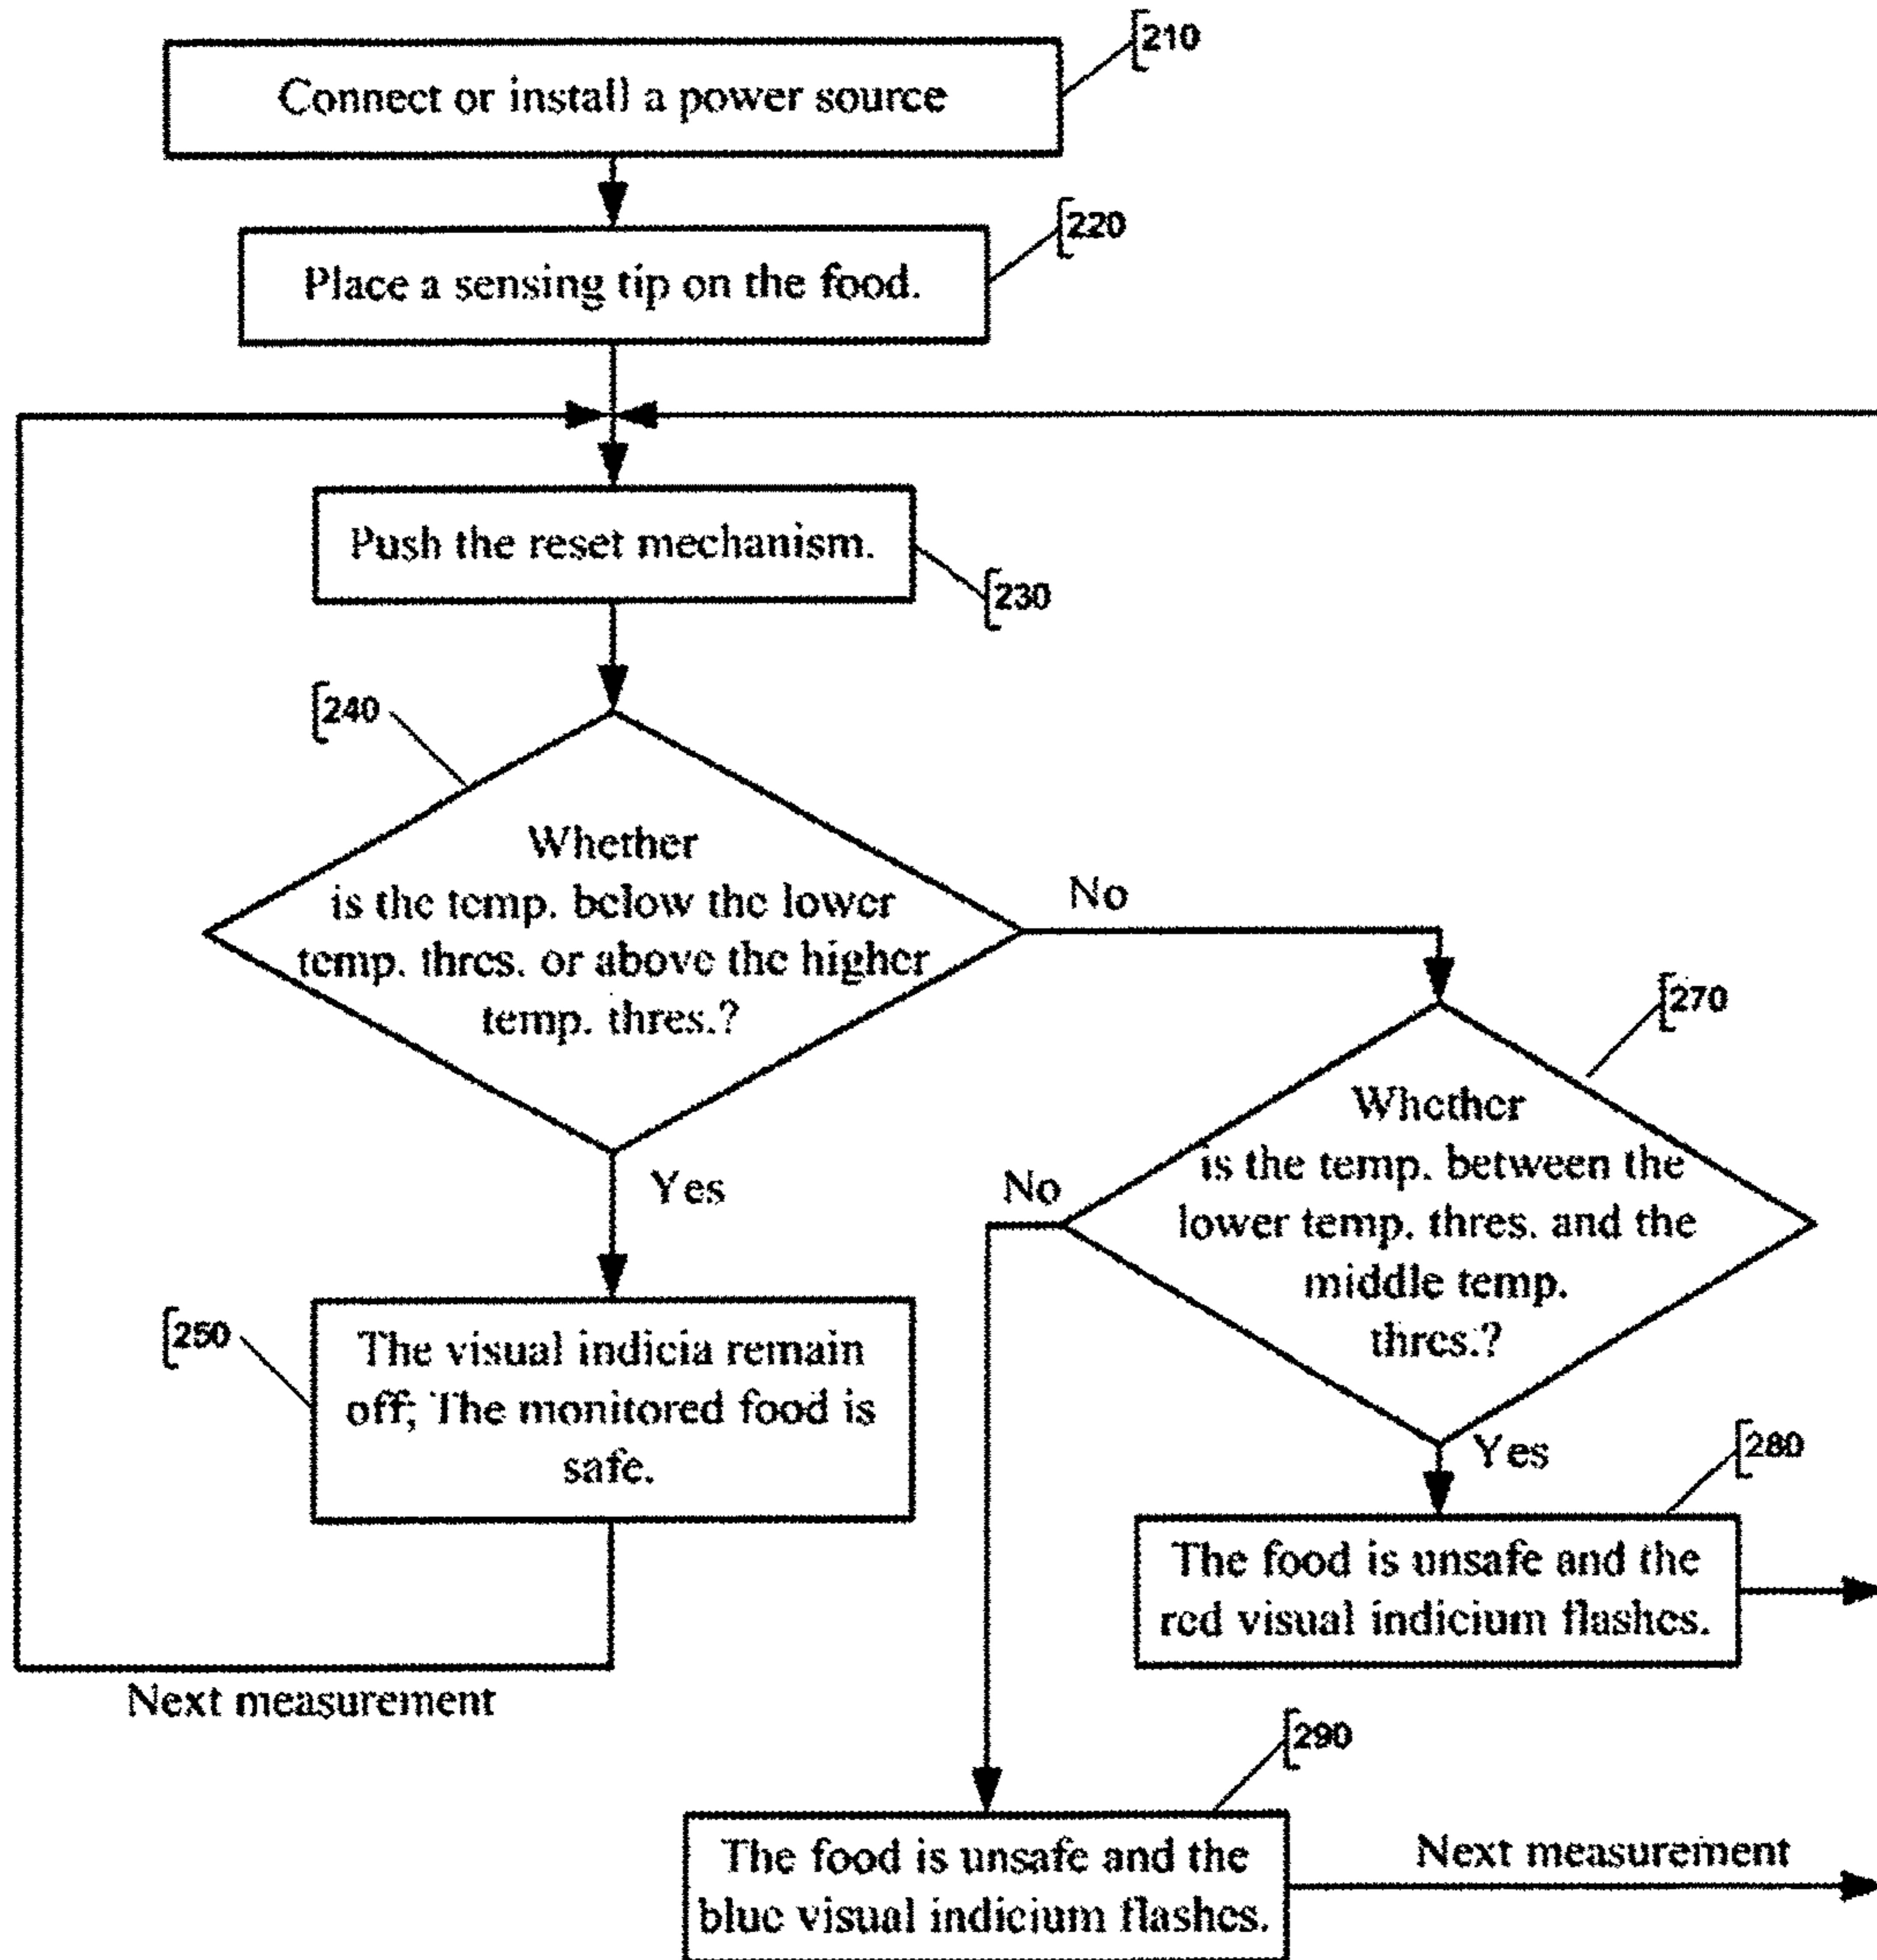 210
Connect or install a power source
220
Place a sensing tip on the food.
Push the reset mechanism.
230
240
Whether
is the temp. below the lower
temp. thres. or above the higher
temp. thres.?
No
270
Whether
is the temp. between the
lower temp. thres. and the
middle temp.
thres.?
No
Yes
Yes
250
The visual indicia remain
off; The monitored food is
safe.
280
The food is unsafe and the
red visual indicium flashes.
Next measurement
290
The food is unsafe and the
blue visual indicium flashes.
Next measurement